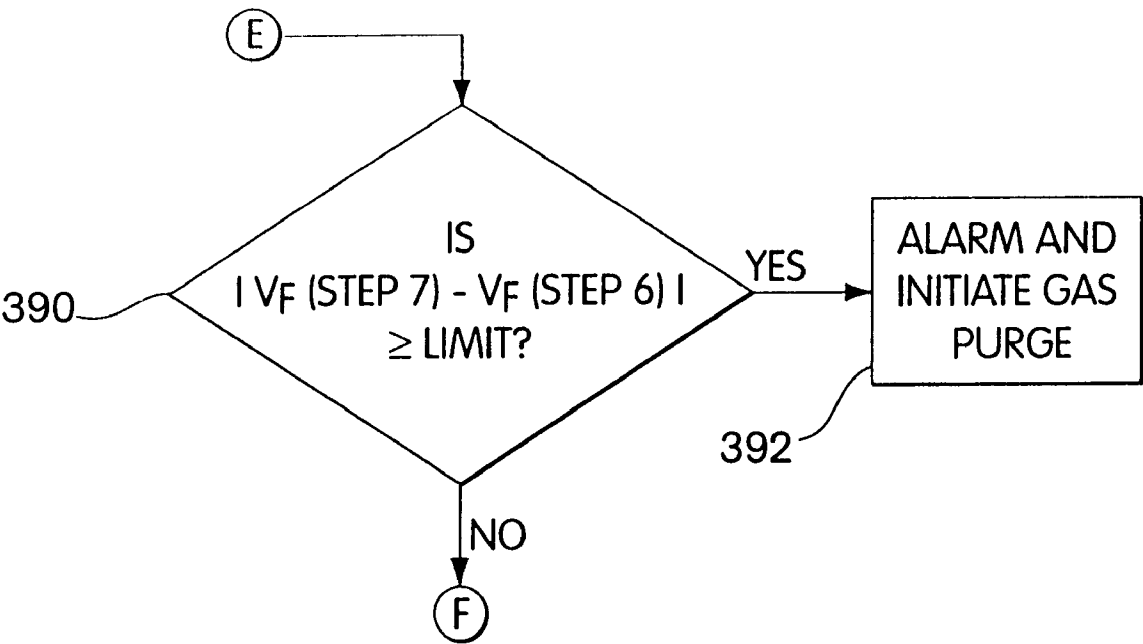 E
IS
| VF (STEP 7) - VF (STEP 6) |
≥ LIMIT?
390
YES
ALARM AND
INITIATE GAS
PURGE
392
NO
F